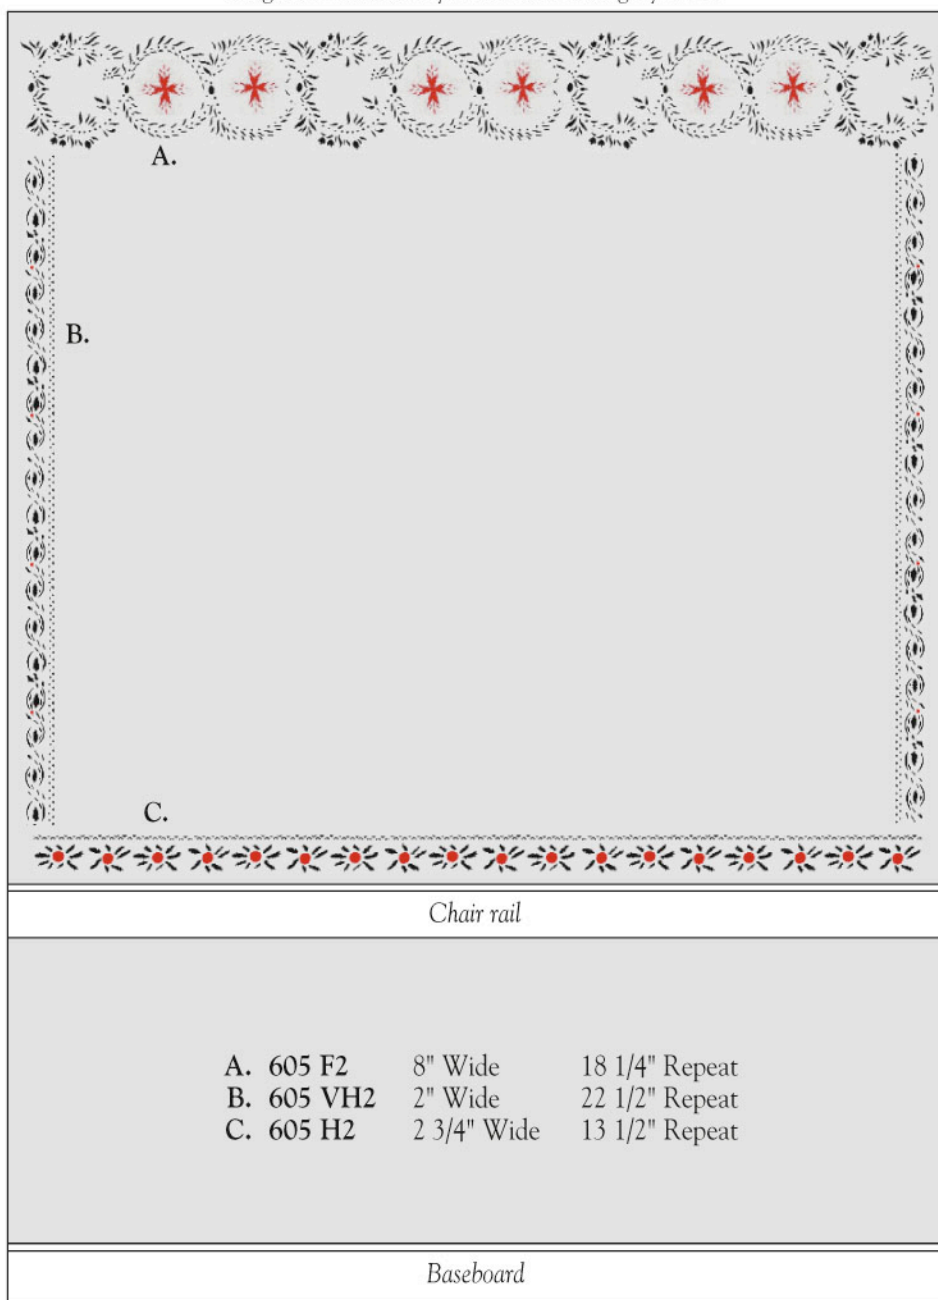 A.
B.
C.
Chair rail
A. 605 F2 8" Wide 18 1/4" Repeat
B. 605 VH2 2" Wide 22 1/2" Repeat
C. 605 H2 2 3/4" Wide 13 1/2" Repeat
Baseboard